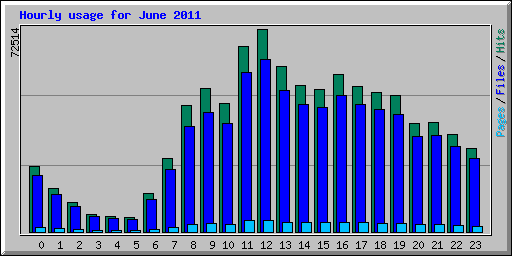 Hourly usage for June 2011
72514
Pages / Files / Hits
0 1 2 3 4 5 6 7 8 9 10 11 12 13 14 15 16 17 18 19 20 21 22 23